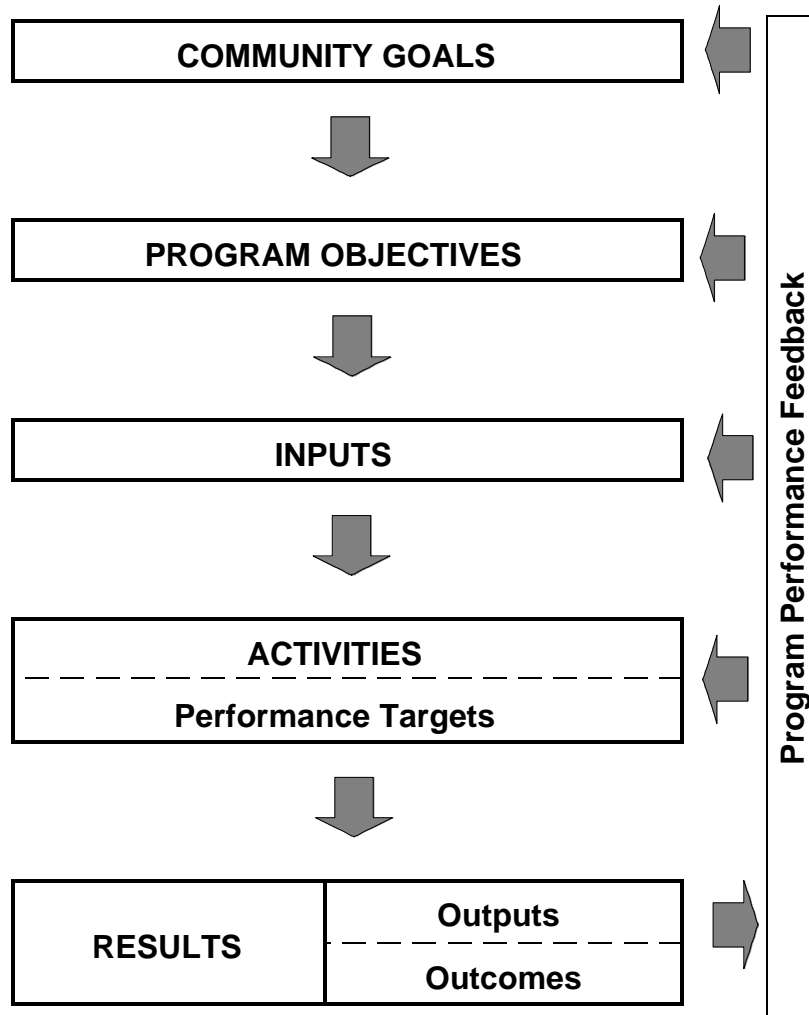 COMMUNITY GOALS
PROGRAM OBJECTIVES
INPUTS
ACTIVITIES
Performance Targets
RESULTS
Outputs
Outcomes
Program Performance Feedback